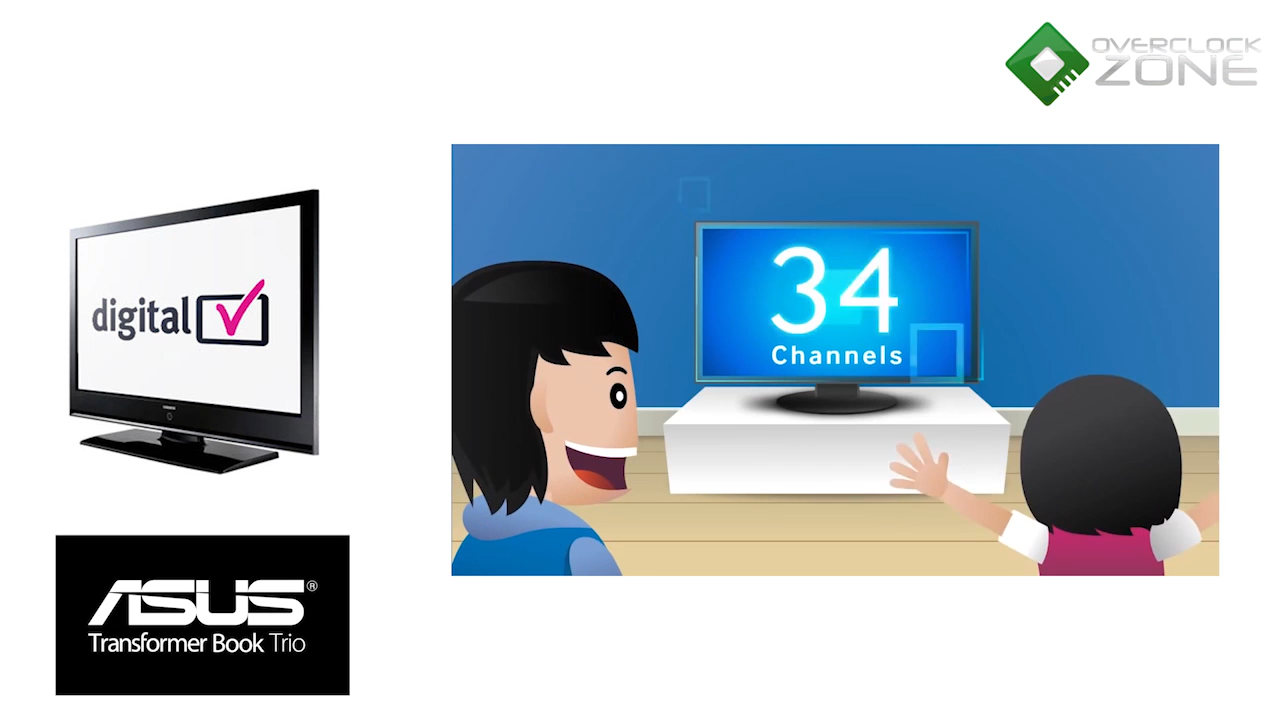 OVERCLOCK
ZONE
digital
34
Channels
ASUS®
Transformer Book Trio